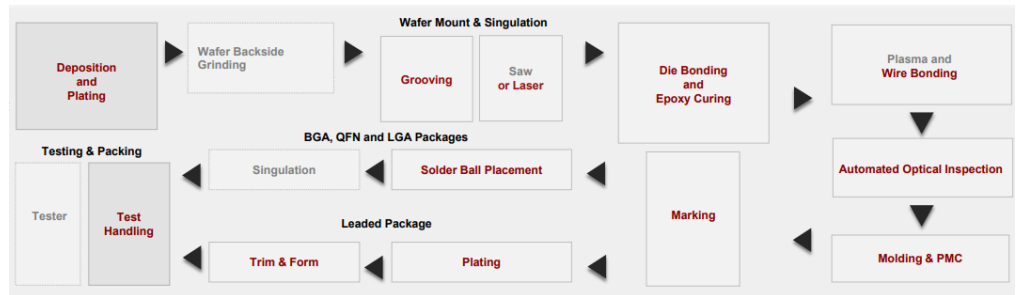 Wafer Mount & Singulation
Deposition
and
Plating
Wafer Backside
Grinding
Grooving
Saw
or Laser
Die Bonding
and
Epoxy Curing
Plasma and
Wire Bonding
Automated Optical Inspection
Molding & PMC
Marking
BGA, QFN and LGA Packages
Solder Ball Placement
Singulation
Leaded Package
Plating
Trim & Form
Testing & Packing
Test
Handling
Tester